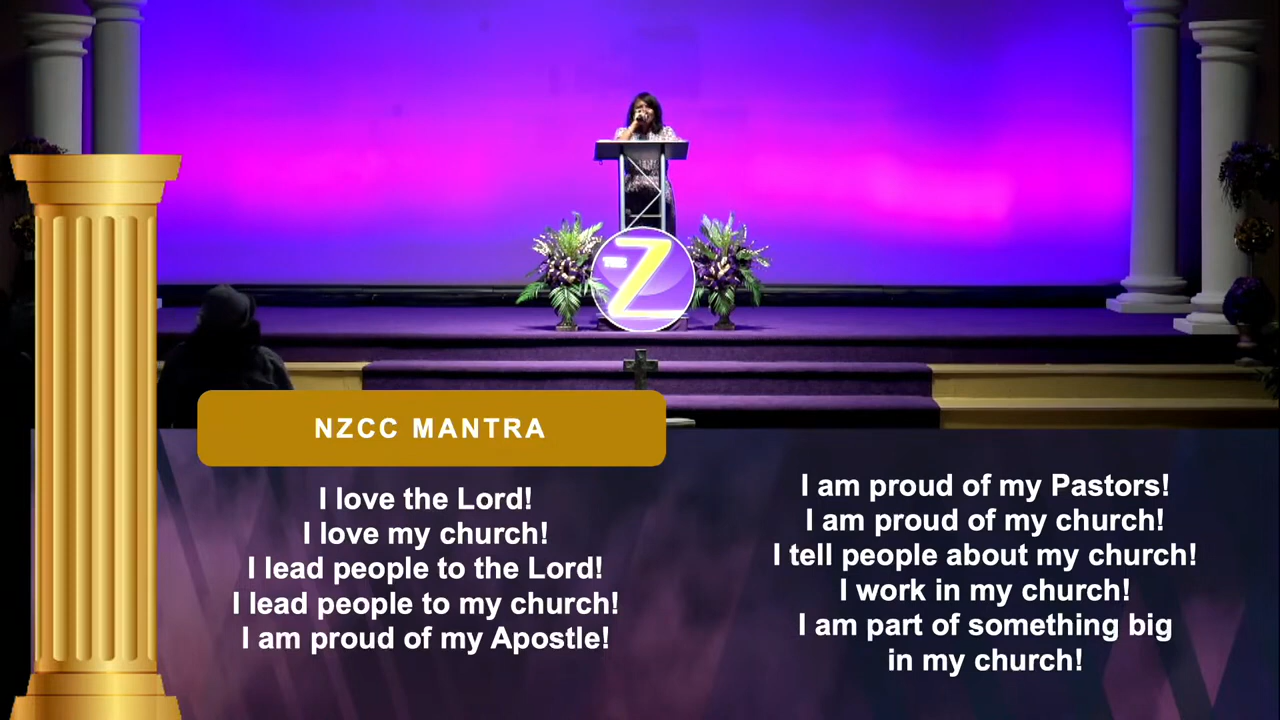 THE
Z
NZCC MANTRA
I love the Lord!
I love my church!
I lead people to the Lord!
I lead people to my church!
I am proud of my Apostle!
I am proud of my Pastors!
I am proud of my church!
I tell people about my church!
I work in my church!
I am part of something big
in my church!